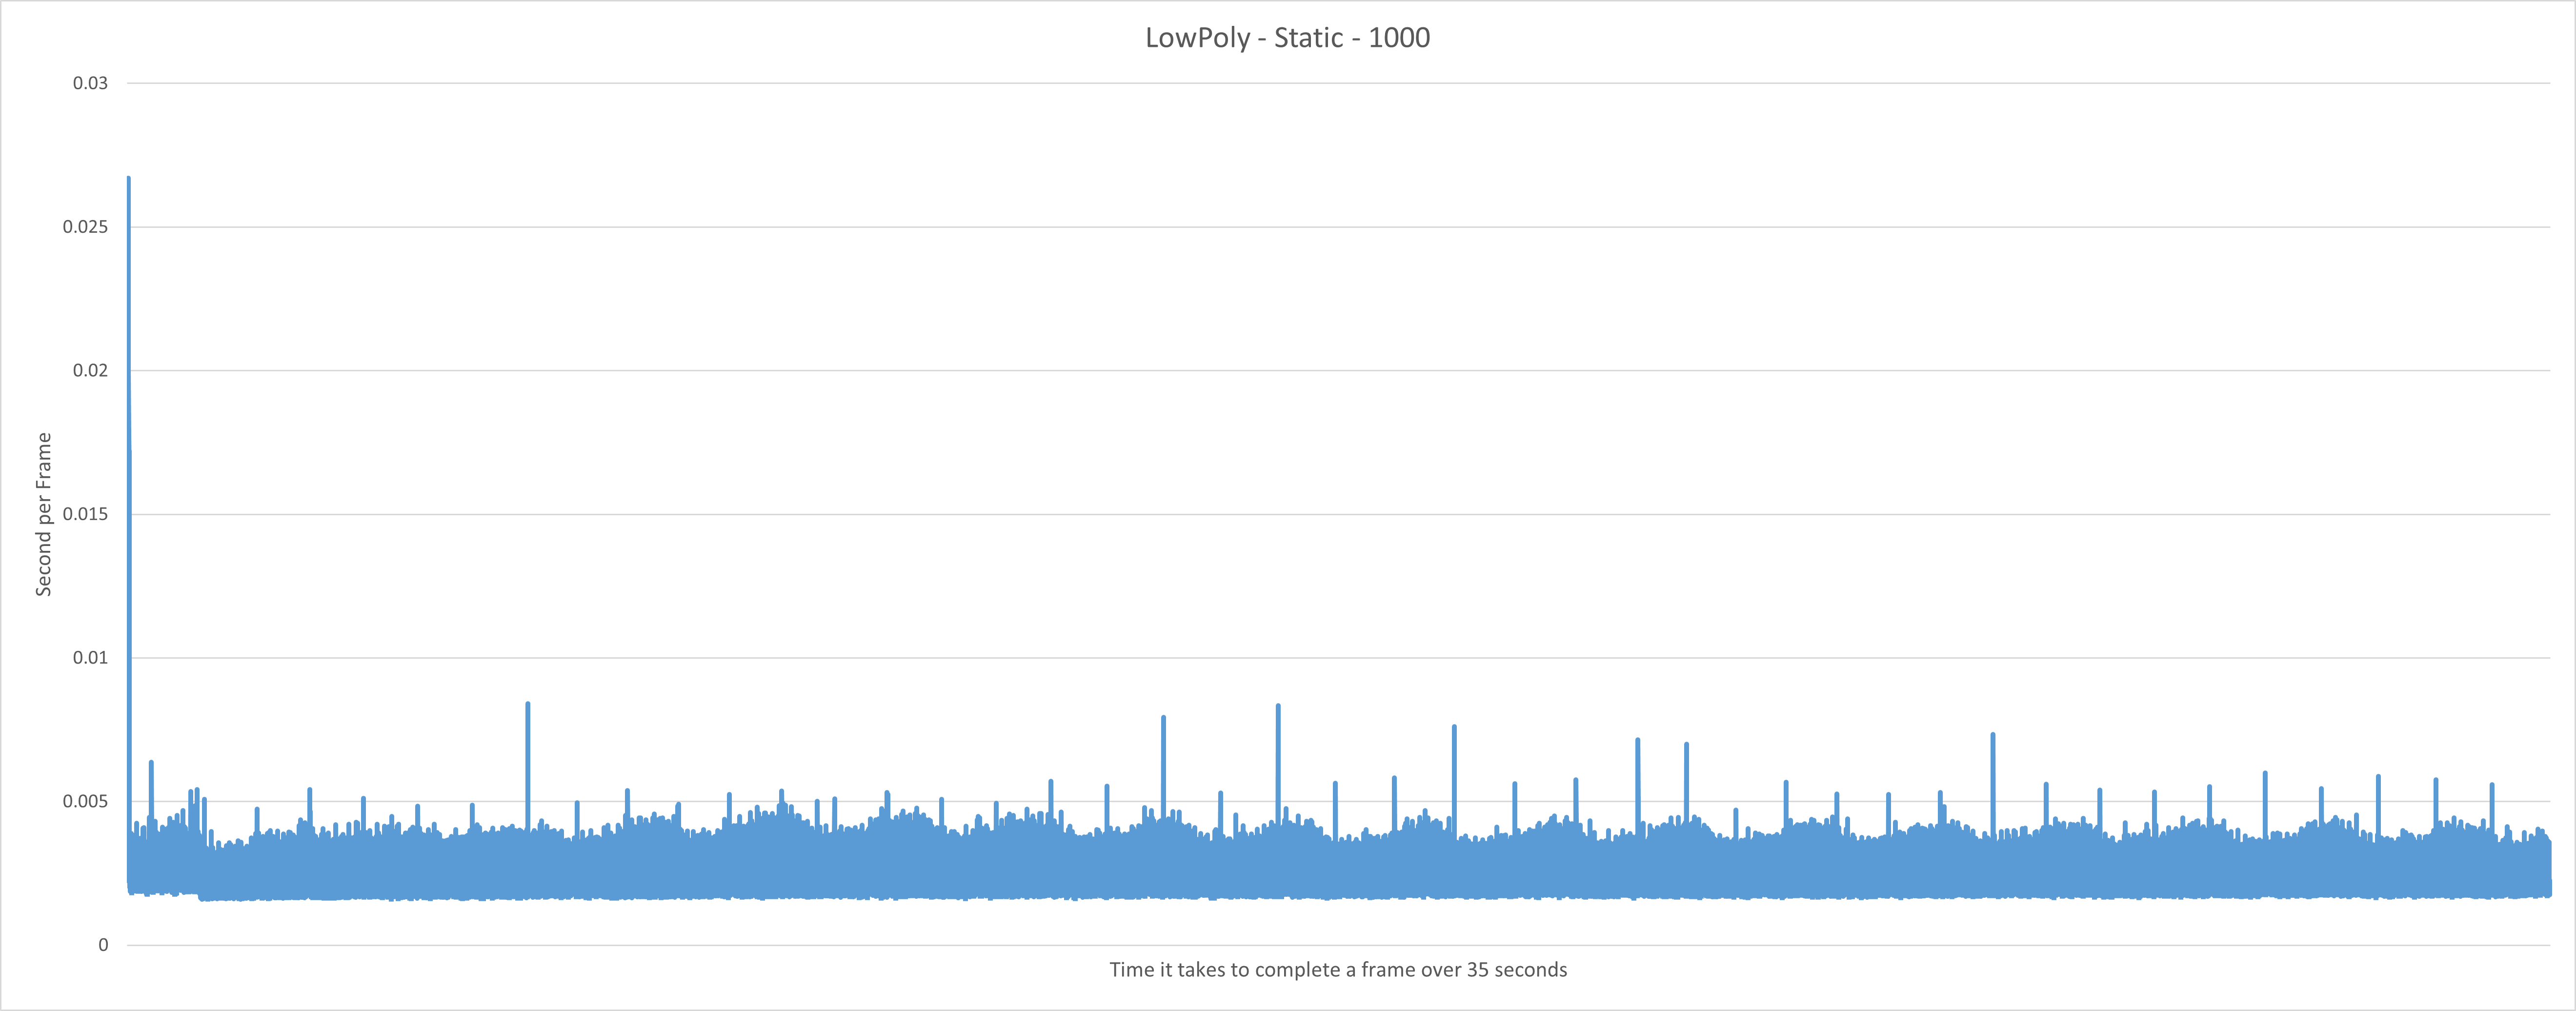 LowPoly - Static - 1000
0.03
0.025
0.02
0.015
0.01
0.005
0
Second per Frame
Time it takes to complete a frame over 35 seconds